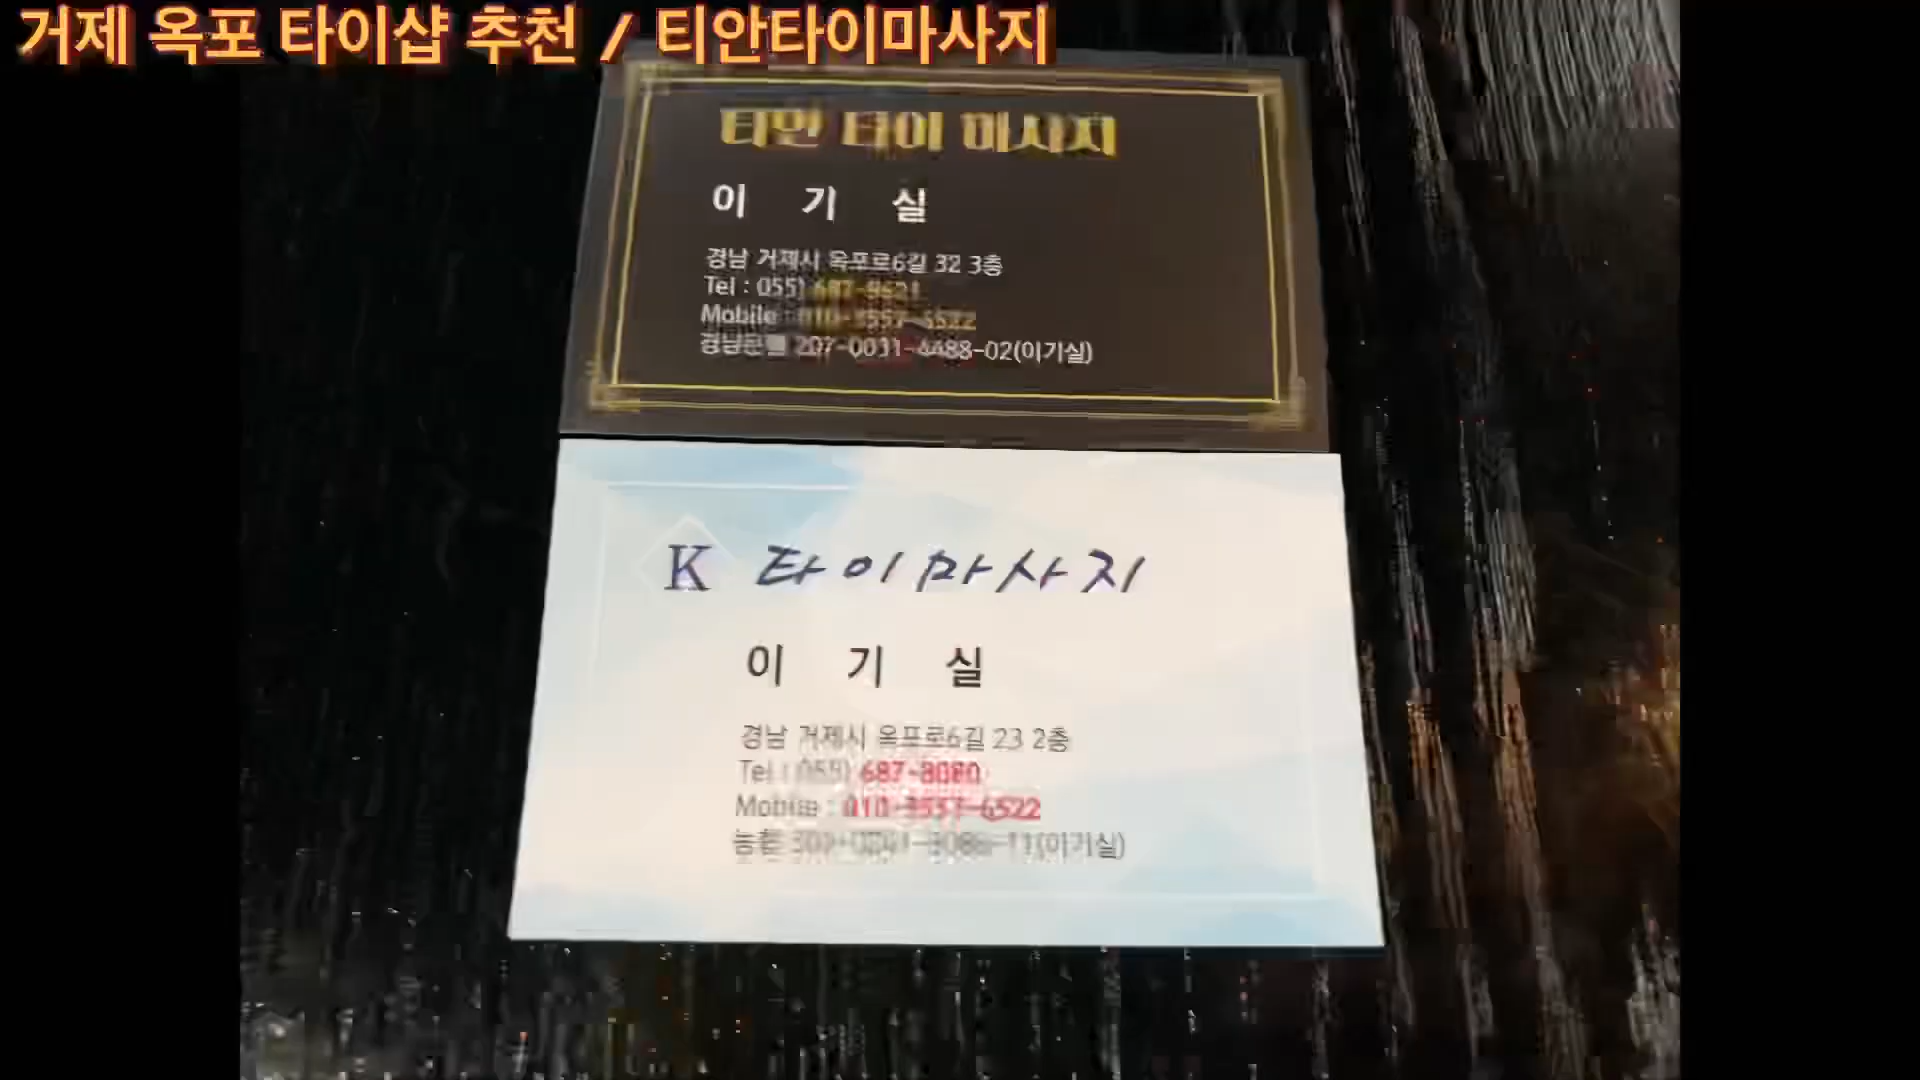 거제 옥포 타이샵 추천 / 티안타이마사지
티안 타이 마사지
이 기 실
경남 거제시 옥포로6길 32 3층
Tel : 055)
Mobile
(이기실)
K 타이마사지
이 기 실
경남 거제시 옥포로6길 23 2층
Tel : 055) 687-8080
Mobile : 010-3557-6522
(이기실)